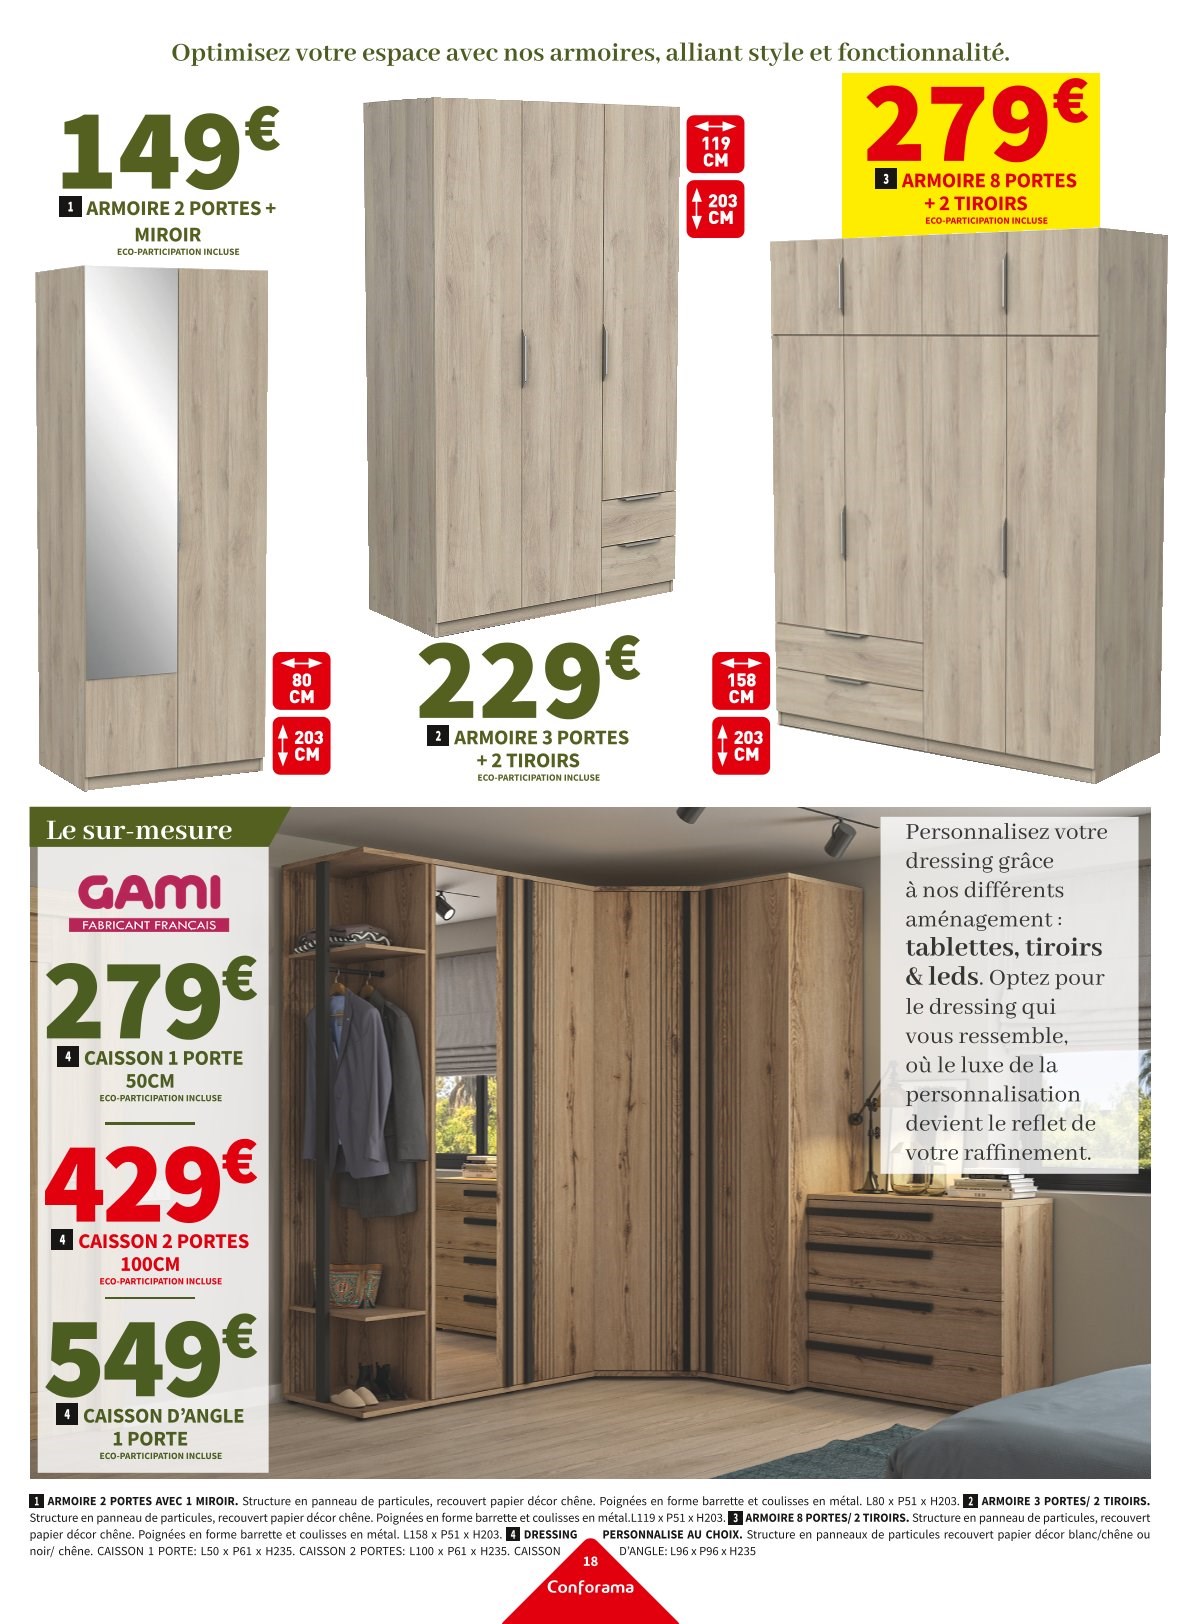 Optimisez votre espace avec nos armoires, alliant style et fonctionnalité.
149€
1 ARMOIRE 2 PORTES +
MIROIR
ECO-PARTICIPATION INCLUSE
80
CM
203
CM
119
CM
203
CM
229€
2 ARMOIRE 3 PORTES
+ 2 TIROIRS
ECO-PARTICIPATION INCLUSE
279€
3 ARMOIRE 8 PORTES
+ 2 TIROIRS
ECO-PARTICIPATION INCLUSE
158
CM
203
CM
Le sur-mesure
GAMI
FABRICANT FRANCAIS
279€
4 CAISSON 1 PORTE
50CM
ECO-PARTICIPATION INCLUSE
429€
4 CAISSON 2 PORTES
100CM
ECO-PARTICIPATION INCLUSE
549€
4 CAISSON D’ANGLE
1 PORTE
ECO-PARTICIPATION INCLUSE
Personnalisez votre
dressing grâce
à nos différents
aménagement :
tablettes, tiroirs
& leds. Optez pour
le dressing qui
vous ressemble,
où le luxe de la
personnalisation
devient le reflet de
votre raffinement.
1 ARMOIRE 2 PORTES AVEC 1 MIROIR. Structure en panneau de particules, recouvert papier décor chêne. Poignées en forme barrette et coulisses en métal. L80 x P51 x H203. 2 ARMOIRE 3 PORTES/ 2 TIROIRS.
Structure en panneau de particules, recouvert papier décor chêne. Poignées en forme barrette et coulisses en métal.L119 x P51 x H203. 3 ARMOIRE 8 PORTES/ 2 TIROIRS. Structure en panneau de particules, recouvert
papier décor chêne. Poignées en forme barrette et coulisses en métal. L158 x P51 x H203. 4 DRESSING PERSONNALISE AU CHOIX. Structure en panneaux de particules recouvert papier décor blanc/chêne ou
noir/ chêne. CAISSON 1 PORTE: L50 x P61 x H235. CAISSON 2 PORTES: L100 x P61 x H235. CAISSON D’ANGLE: L96 x P96 x H235
18
Conforama